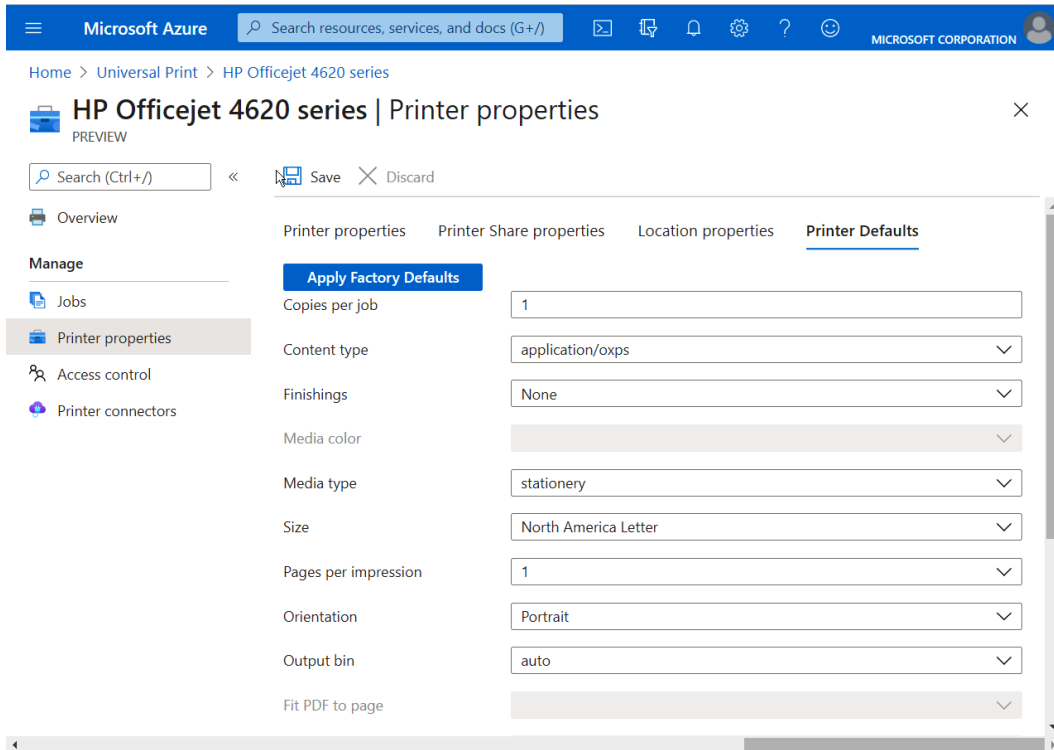 Microsoft Azure
Search resources, services, and docs (G+/)
MICROSOFT CORPORATION
Home > Universal Print > HP Officejet 4620 series
HP Officejet 4620 series | Printer properties
PREVIEW
Search (Ctrl+/)
«
Save
Discard
Overview
Manage
Jobs
Printer properties
Access control
Printer connectors
Printer properties
Printer Share properties
Location properties
Printer Defaults
Apply Factory Defaults
Copies per job 1
Content type application/oxps
Finishings None
Media color
Media type stationery
Size North America Letter
Pages per impression 1
Orientation Portrait
Output bin auto
Fit PDF to page